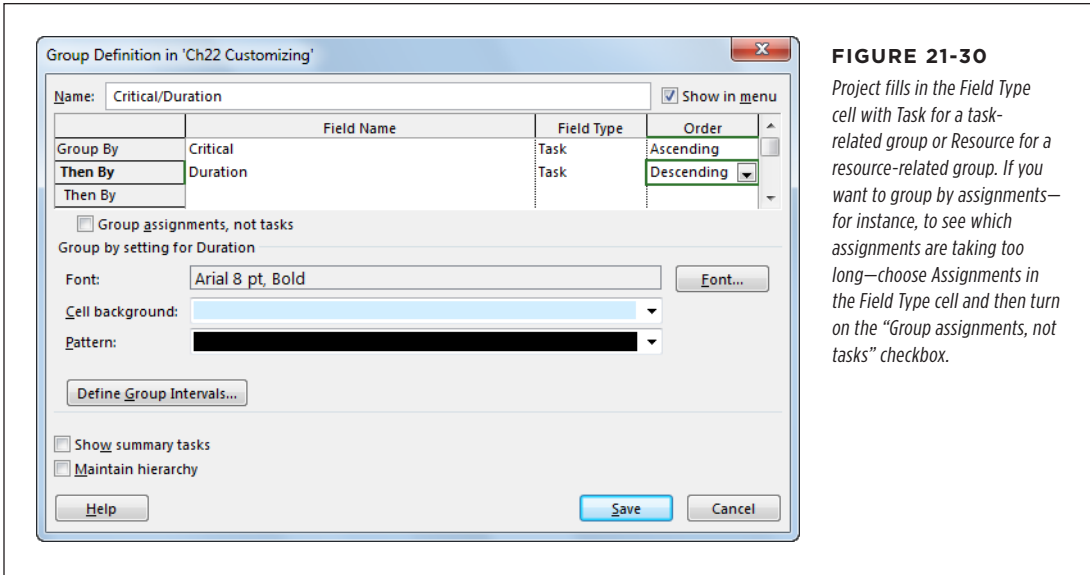 Group Definition in 'Ch22 Customizing'
Name: Critical/Duration Show in menu
Field Name Field Type Order
Group By Critical Task Ascending
Then By Duration Task Descending
Then By
Group assignments, not tasks
Group by setting for Duration
Font: Arial 8 pt, Bold Font...
Cell background:
Pattern:
Define Group Intervals...
Show summary tasks
Maintain hierarchy
Help Save Cancel
FIGURE 21-30
Project fills in the Field Type
cell with Task for a task-
related group or Resource for a
resource-related group. If you
want to group by assignments—
for instance, to see which
assignments are taking too
long—choose Assignments in
the Field Type cell and then turn
on the “Group assignments, not
tasks” checkbox.